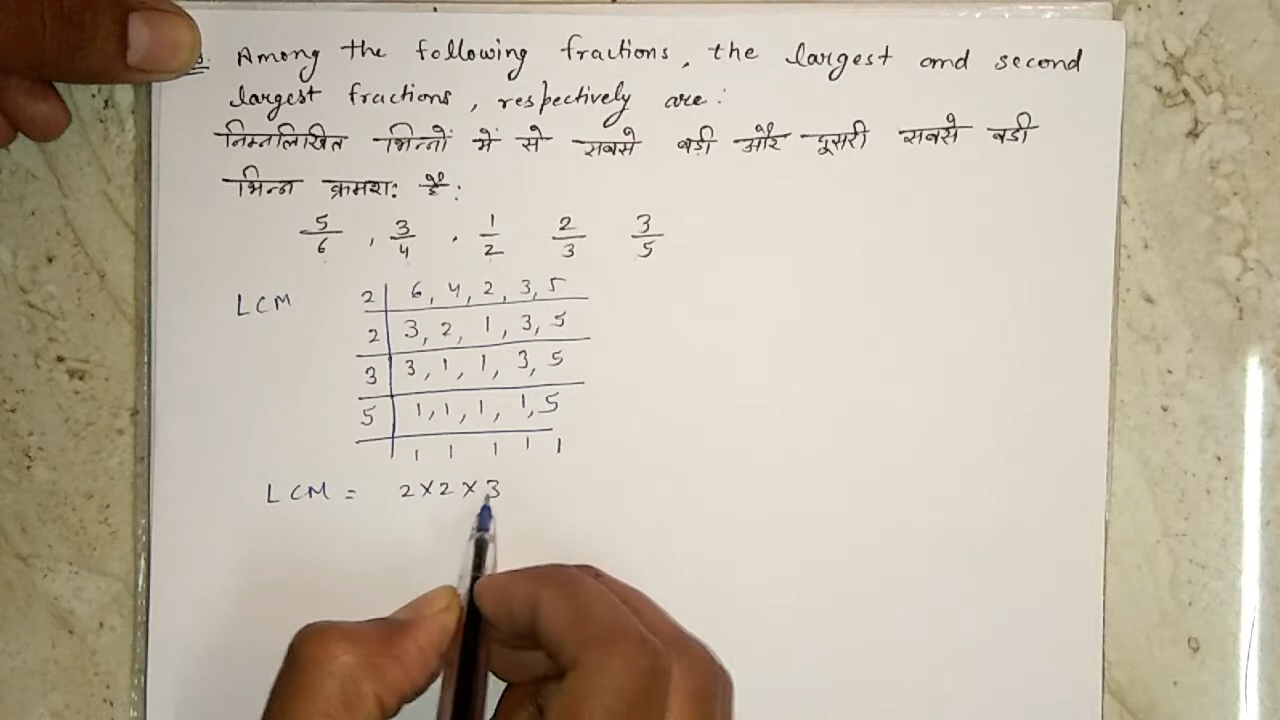 Among the following fractions, the largest and second
largest fractions, respectively are:
निम्नलिखित भिन्नों में से सबसे बड़ी और दूसरी सबसे बडी
भिन्न क्रमशः है:
5/6, 3/4, 1/2 2/3 3/5
LCM 2 | 6, 4, 2, 3, 5
2 | 3, 2, 1, 3, 5
3 | 3, 1, 1, 3, 5
5 | 1, 1, 1, 1, 5
1 1 1 1 1
LCM = 2×2×3